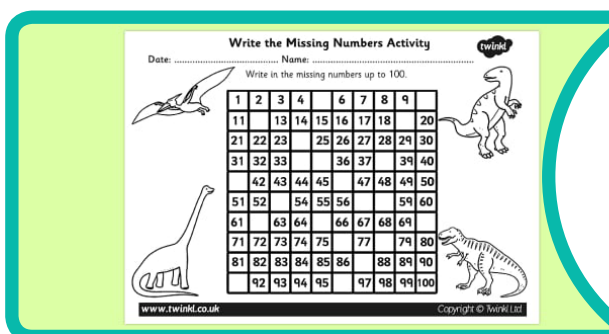 Write the Missing Numbers Activity
twinkl
Date: ................................ Name: ..................................................
Write in the missing numbers up to 100.
1 2 3 4 6 7 8 9
11 13 14 15 16 17 18 20
21 22 23 25 26 27 28 29 30
31 32 33 36 37 39 40
42 43 44 45 47 48 49 50
51 52 54 55 56 59 60
61 63 64 66 67 68 69
71 72 73 74 75 77 79 80
81 82 83 84 85 86 88 89 90
92 93 94 95 97 98 99 100
www.twinkl.co.uk Copyright © Twinkl Ltd